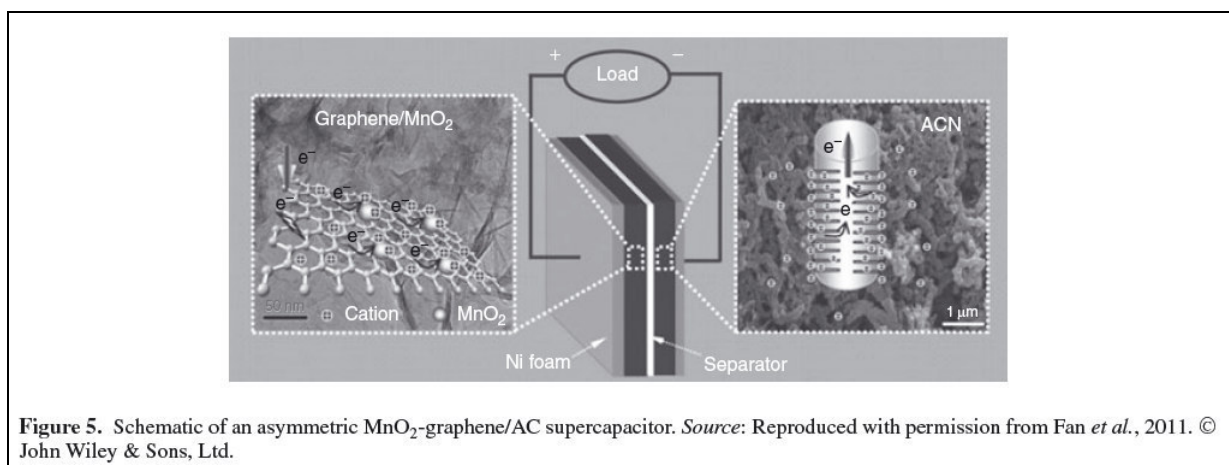 + −
Load
Graphene/MnO₂
ACN
e⁻
e⁻
e⁻
e⁻
e⁻
e⁻
e⁻
e⁻
e
50 nm
Cation
MnO₂
1 μm
Ni foam
Separator
Figure 5. Schematic of an asymmetric MnO₂-graphene/AC supercapacitor. Source: Reproduced with permission from Fan et al., 2011. ©
John Wiley & Sons, Ltd.